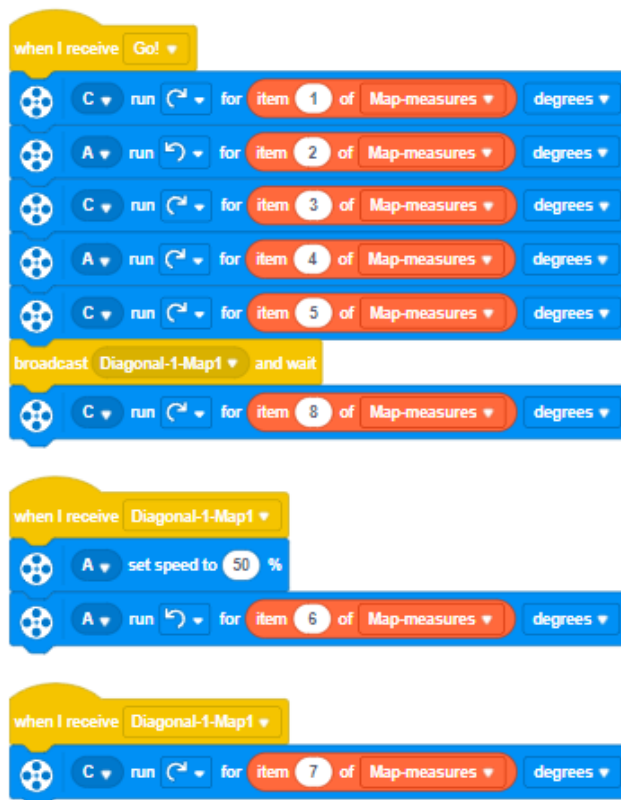 when I receive Go!
C run for item 1 of Map-measures degrees
A run for item 2 of Map-measures degrees
C run for item 3 of Map-measures degrees
A run for item 4 of Map-measures degrees
C run for item 5 of Map-measures degrees
broadcast Diagonal-1-Map1 and wait
C run for item 8 of Map-measures degrees
when I receive Diagonal-1-Map1
A set speed to 50 %
A run for item 6 of Map-measures degrees
when I receive Diagonal-1-Map1
C run for item 7 of Map-measures degrees